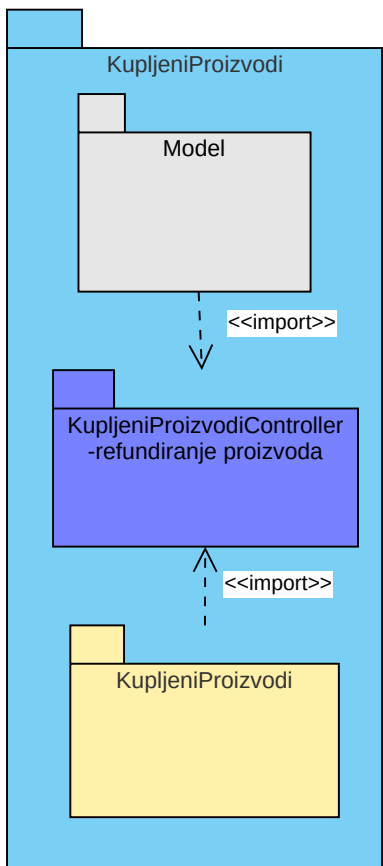 KupljeniProizvodi
Model
<<import>>
KupljeniProizvodiController
-refundiranje proizvoda
<<import>>
KupljeniProizvodi